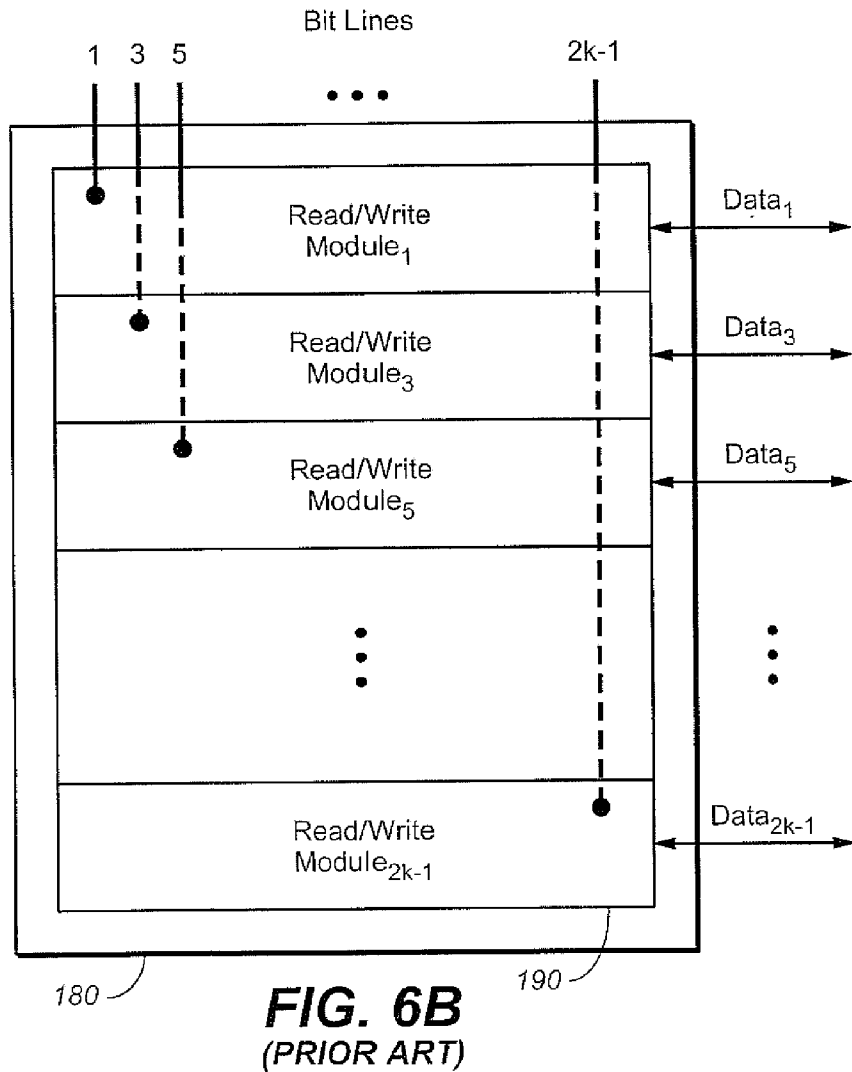 Bit Lines
1 3 5 2k-1
Read/Write
Module1
Data1
Read/Write
Module3
Data3
Read/Write
Module5
Data5
Read/Write
Module2k-1
Data2k-1
180
190
FIG. 6B
(PRIOR ART)